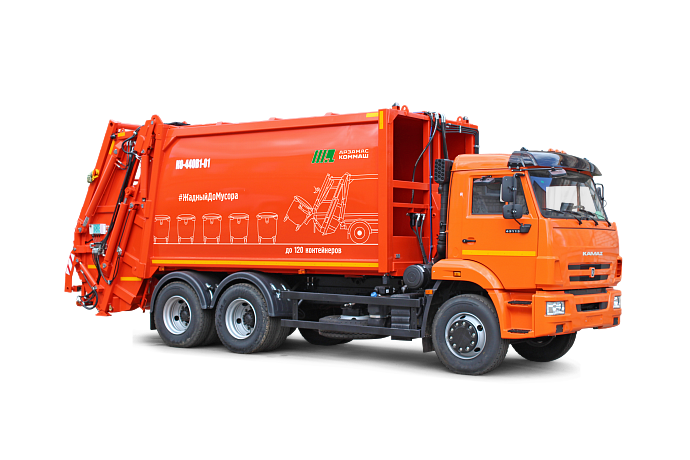 КО-440В1-01
АРЗАМАС
КОММАШ
#ЖадныйДоМусора
до 120 контейнеров
КАМАЗ